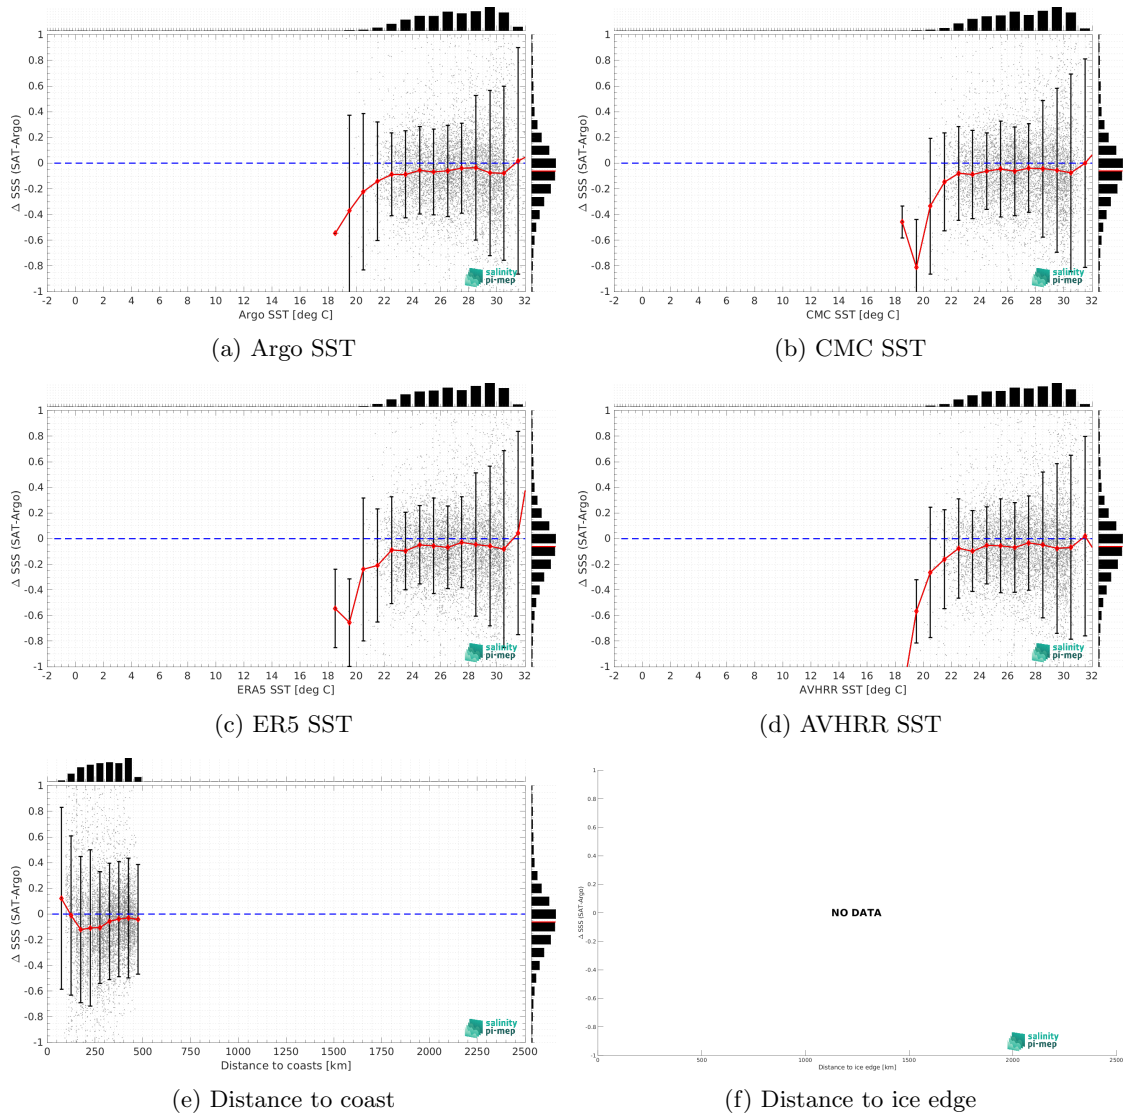 1
0.8
0.6
0.4
0.2
0
-0.2
-0.4
-0.6
-0.8
-1
Δ SSS (SAT-Argo)
salinity
pi-mep
-2 0 2 4 6 8 10 12 14 16 18 20 22 24 26 28 30 32
Argo SST [deg C]
(a) Argo SST
1
0.8
0.6
0.4
0.2
0
-0.2
-0.4
-0.6
-0.8
-1
Δ SSS (SAT-Argo)
salinity
pi-mep
-2 0 2 4 6 8 10 12 14 16 18 20 22 24 26 28 30 32
CMC SST [deg C]
(b) CMC SST
1
0.8
0.6
0.4
0.2
0
-0.2
-0.4
-0.6
-0.8
-1
Δ SSS (SAT-Argo)
salinity
pi-mep
-2 0 2 4 6 8 10 12 14 16 18 20 22 24 26 28 30 32
ERA5 SST [deg C]
(c) ER5 SST
1
0.8
0.6
0.4
0.2
0
-0.2
-0.4
-0.6
-0.8
-1
Δ SSS (SAT-Argo)
salinity
pi-mep
-2 0 2 4 6 8 10 12 14 16 18 20 22 24 26 28 30 32
AVHRR SST [deg C]
(d) AVHRR SST
1
0.8
0.6
0.4
0.2
0
-0.2
-0.4
-0.6
-0.8
-1
Δ SSS (SAT-Argo)
salinity
pi-mep
0 250 500 750 1000 1250 1500 1750 2000 2250 2500
Distance to coasts [km]
(e) Distance to coast
1
0.8
0.6
0.4
0.2
0
-0.2
-0.4
-0.6
-0.8
-1
Δ SSS (SAT-Argo)
NO DATA
salinity
pi-mep
0 500 1000 1500 2000 2500
Distance to ice edge [km]
(f) Distance to ice edge